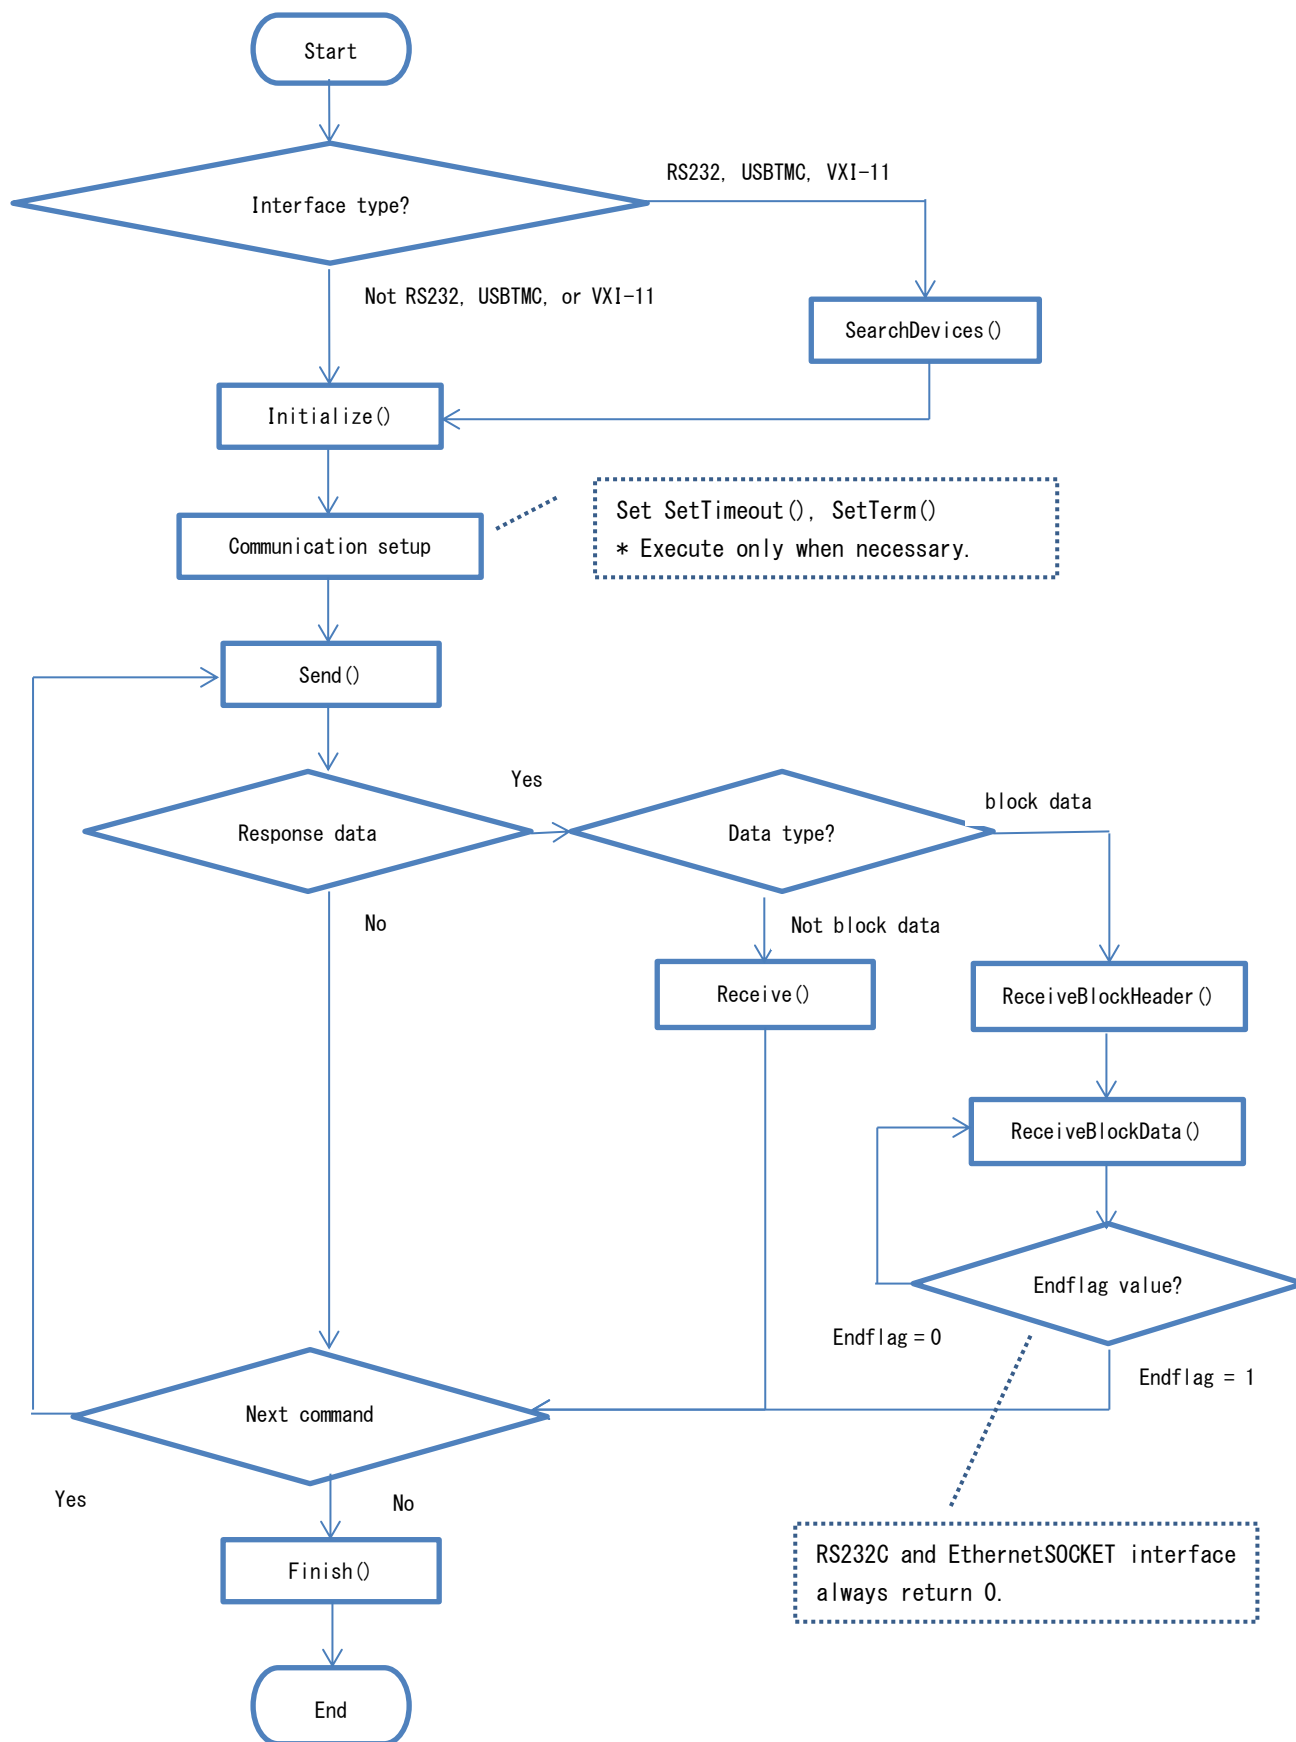 Start
Interface type?
RS232, USBTMC, VXI-11
Not RS232, USBTMC, or VXI-11
SearchDevices()
Initialize()
Set SetTimeout(), SetTerm()
* Execute only when necessary.
Communication setup
Send()
Response data
Yes
Data type?
block data
No
Not block data
Receive()
ReceiveBlockHeader()
ReceiveBlockData()
Endflag value?
Endflag = 0
Endflag = 1
Next command
Yes
No
Finish()
RS232C and EthernetSOCKET interface
always return 0.
End